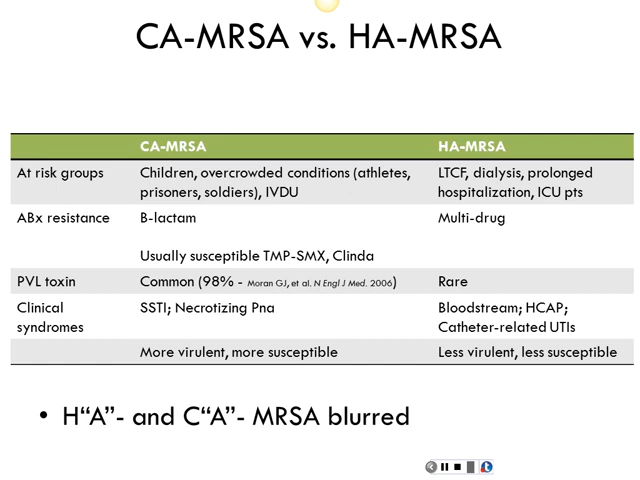 CA-MRSA vs. HA-MRSA
CA-MRSA HA-MRSA
At risk groups Children, overcrowded conditions (athletes, LTCF, dialysis, prolonged
prisoners, soldiers), IVDU hospitalization, ICU pts
ABx resistance B-lactam Multi-drug
Usually susceptible TMP-SMX, Clinda
PVL toxin Common (98% - Moran GJ, et al. N Engl J Med. 2006) Rare
Clinical SSTI; Necrotizing Pna Bloodstream; HCAP;
syndromes Catheter-related UTIs
More virulent, more susceptible Less virulent, less susceptible
• H“A”- and C“A”- MRSA blurred